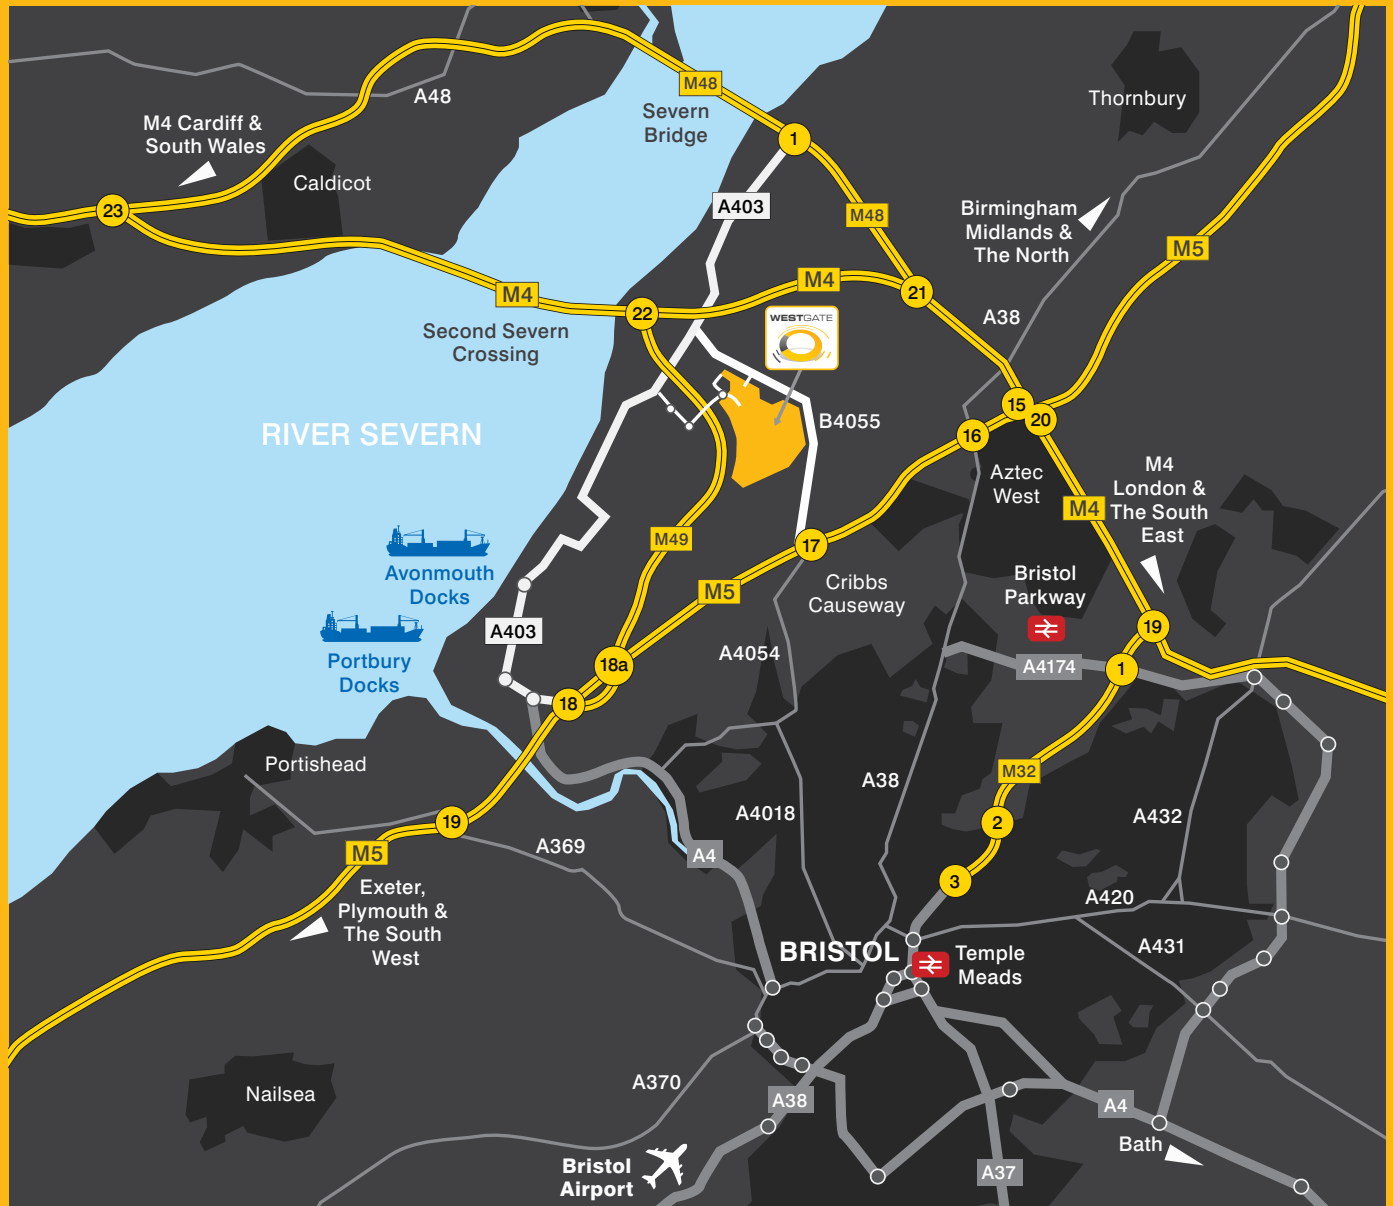 M48
A48
Thornbury
Severn
Bridge
M4 Cardiff &
South Wales
1
Caldicot
A403
23
M48
Birmingham
Midlands &
The North
M5
M4
M4
21
22
WESTGATE
A38
Second Severn
Crossing
15
20
B4055
16
RIVER SEVERN
Aztec
West
M4
London &
The South
East
M4
M49
17
Avonmouth
Docks
Bristol
Parkway
M5
Cribbs
Causeway
A403
19
Portbury
Docks
A4054
18a
A4174
1
18
Portishead
M32
A38
A4018
A432
19
2
A369
M5
A4
3
Exeter,
Plymouth &
The South
West
A420
BRISTOL
Temple
Meads
A431
A370
Nailsea
A38
A4
Bath
Bristol
Airport
A37